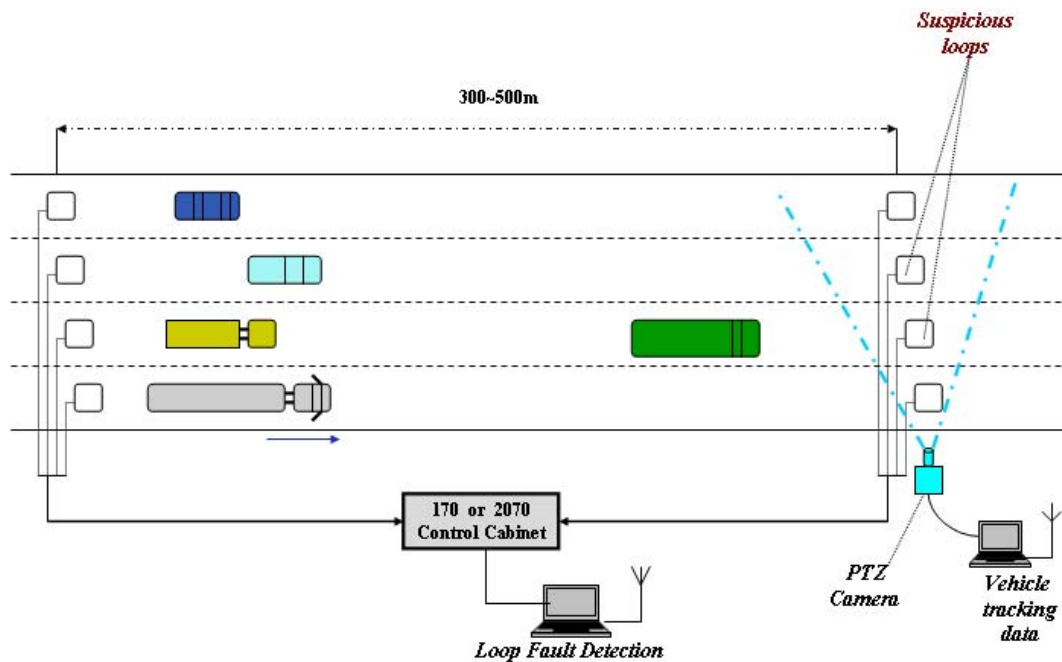 Suspicious
loops
300~500m
170 or 2070
Control Cabinet
PTZ
Camera
Vehicle
tracking
data
Loop Fault Detection